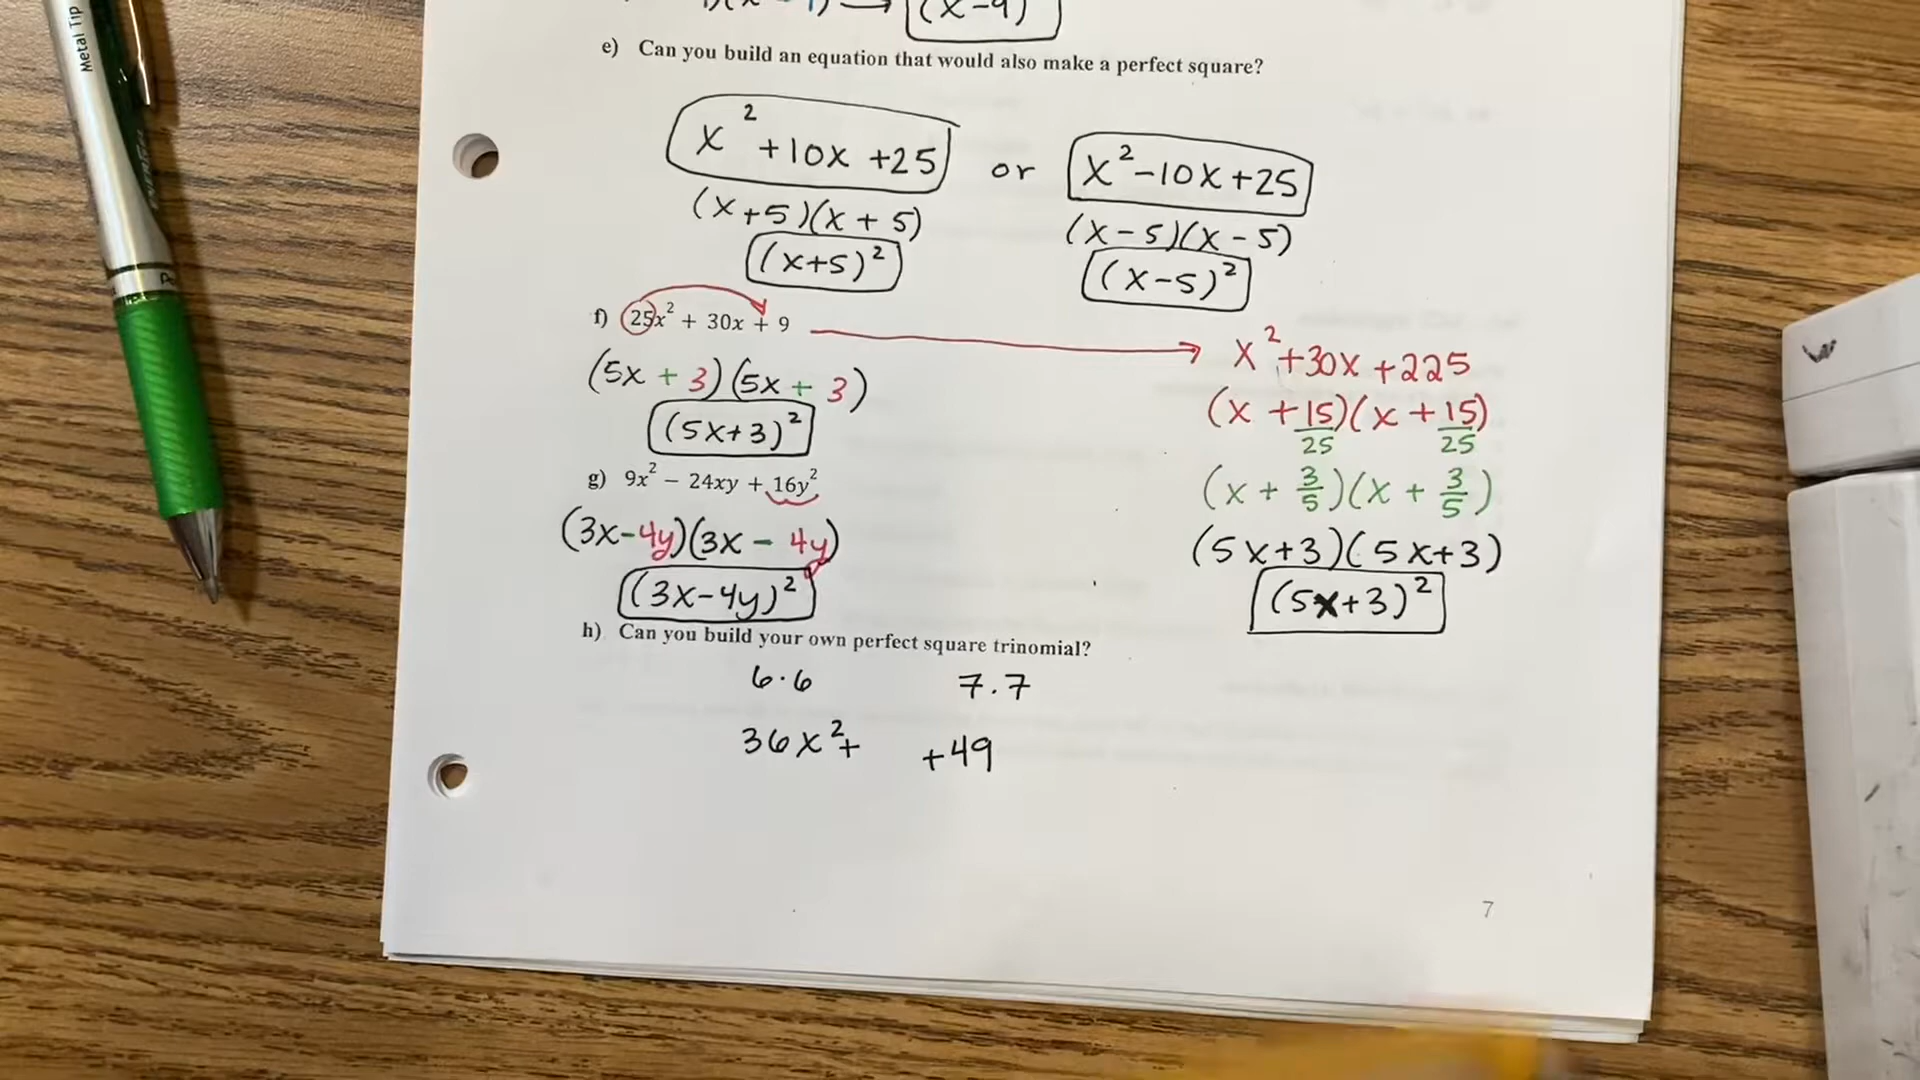 Metal Tip
(x-9)
e) Can you build an equation that would also make a perfect square?
x² +10x +25 or x²-10x+25
(x+5)(x+5) (x-5)(x-5)
(x+5)² (x-5)²
f) 25x² + 30x + 9 → x²+30x+225
(5x + 3)(5x + 3) (x +15/25)(x +15/25)
(5x+3)² (x + 3/5)(x + 3/5)
g) 9x² − 24xy + 16y²
(3x-4y)(3x - 4y) (5x+3)(5x+3)
(3x-4y)² (5x+3)²
h) Can you build your own perfect square trinomial?
6·6 7.7
36x²+ +49
7